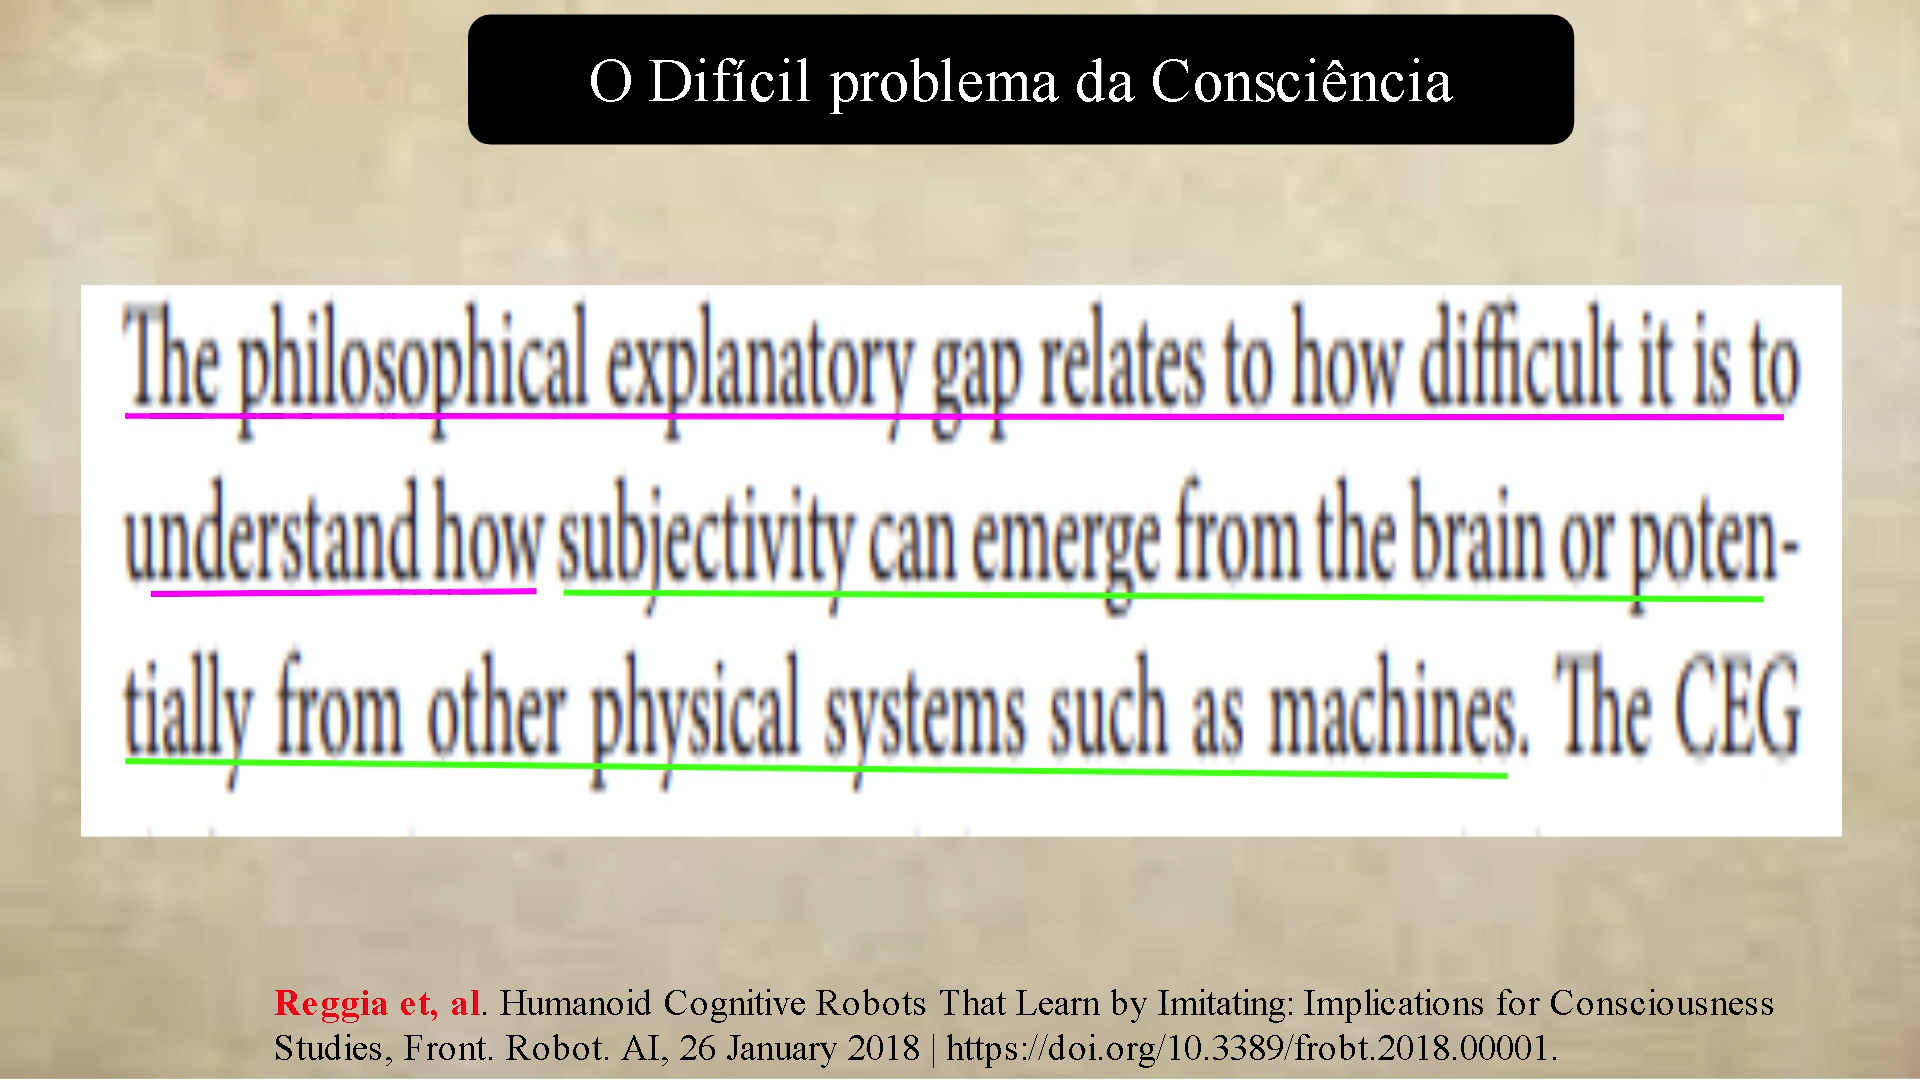 O Difícil problema da Consciência
The philosophical explanatory gap relates to how difficult it is to
understand how subjectivity can emerge from the brain or poten-
tially from other physical systems such as machines. The CEG
Reggia et, al. Humanoid Cognitive Robots That Learn by Imitating: Implications for Consciousness
Studies, Front. Robot. AI, 26 January 2018 | https://doi.org/10.3389/frobt.2018.00001.